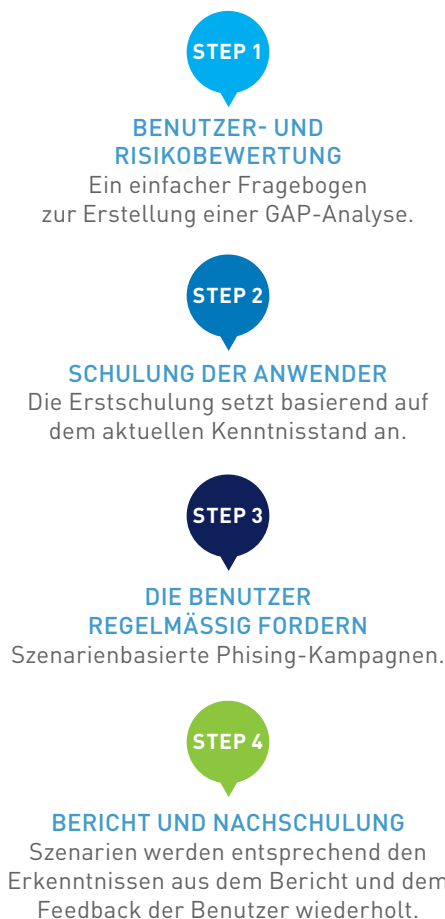 STEP 1
BENUTZER- UND
RISIKOBEWERTUNG
Ein einfacher Fragebogen
zur Erstellung einer GAP-Analyse.
STEP 2
SCHULUNG DER ANWENDER
Die Erstschulung setzt basierend auf
dem aktuellen Kenntnisstand an.
STEP 3
DIE BENUTZER
REGELMÄSSIG FORDERN
Szenarienbasierte Phising-Kampagnen.
STEP 4
BERICHT UND NACHSCHULUNG
Szenarien werden entsprechend den
Erkenntnissen aus dem Bericht und dem
Feedback der Benutzer wiederholt.